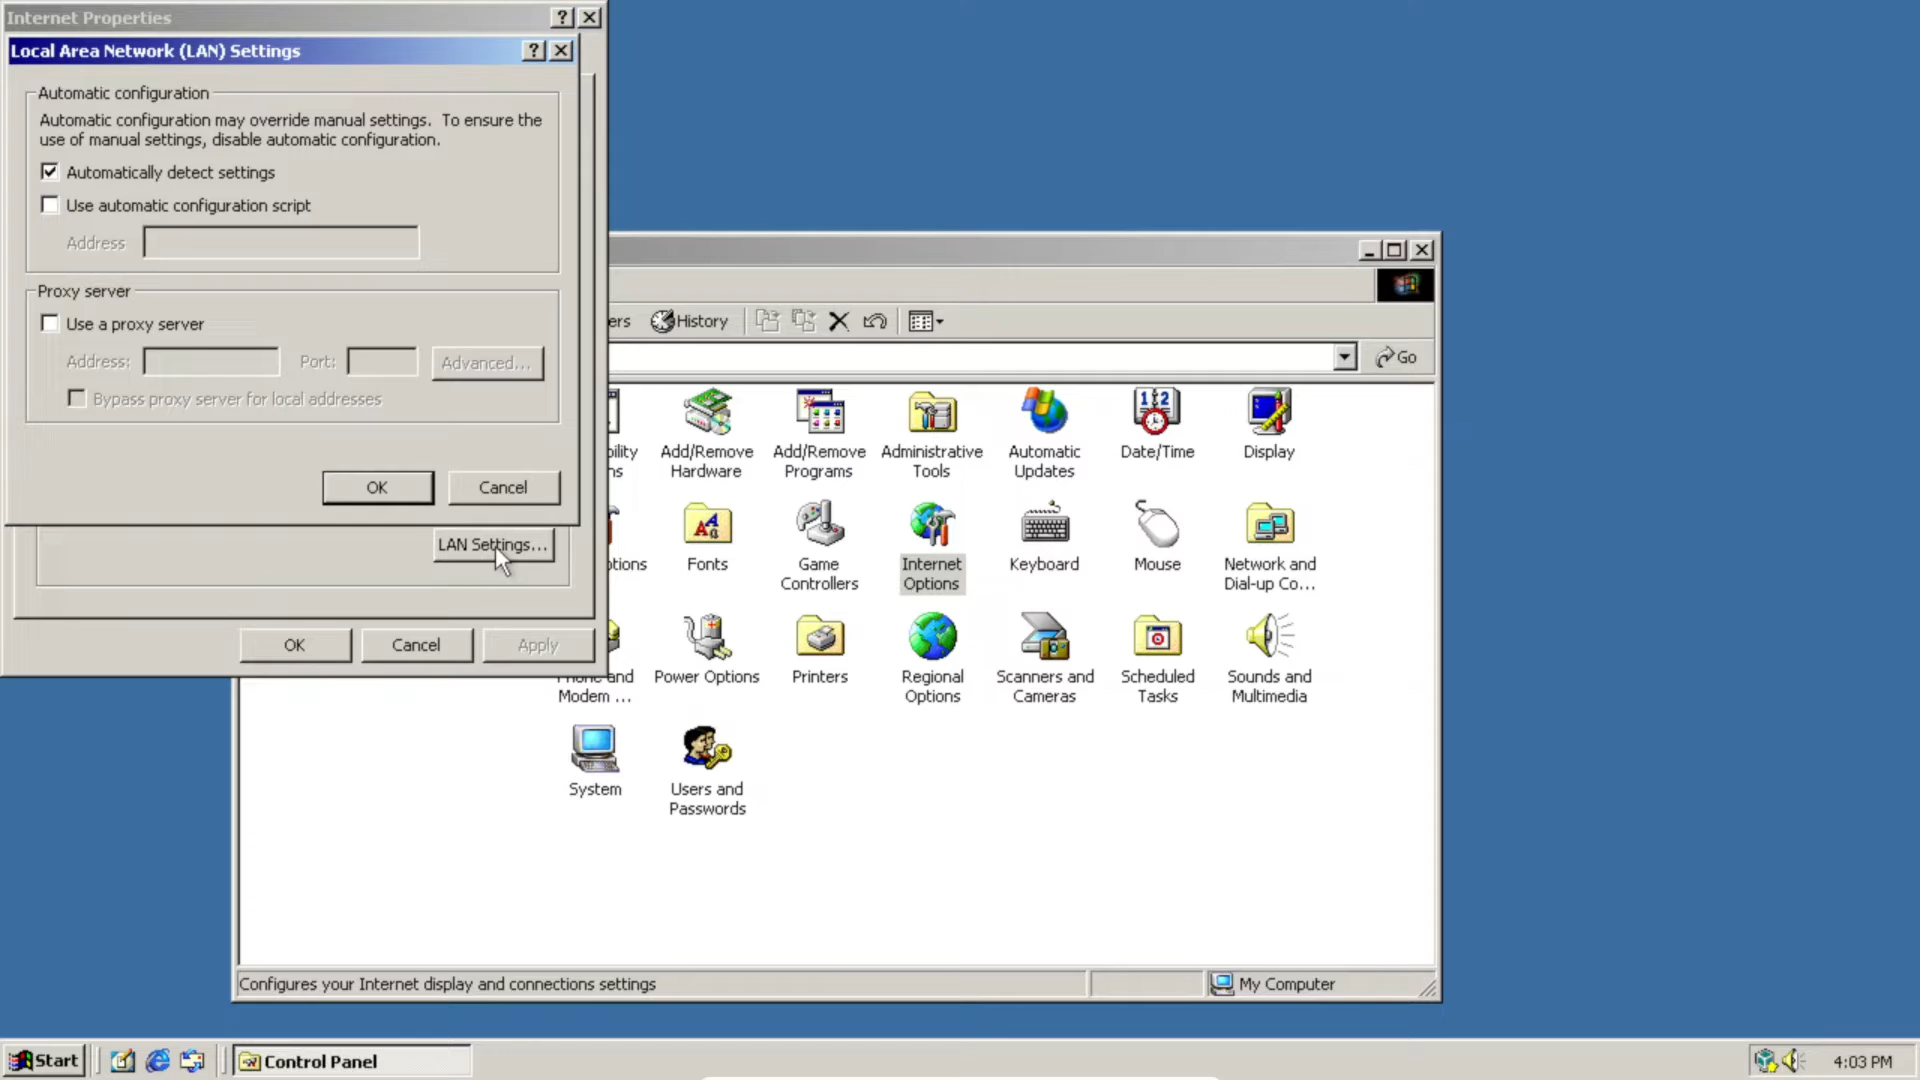 Internet Properties
Local Area Network (LAN) Settings
Automatic configuration
Automatic configuration may override manual settings. To ensure the
use of manual settings, disable automatic configuration.
Automatically detect settings
Use automatic configuration script
Address
Proxy server
Use a proxy server
Address:
Port:
Advanced...
Bypass proxy server for local addresses
OK
Cancel
LAN Settings...
OK
Cancel
Apply
ers
History
Go
bility
ns
Add/Remove
Hardware
Add/Remove
Programs
Administrative
Tools
Automatic
Updates
Date/Time
Display
tions
Fonts
Game
Controllers
Internet
Options
Keyboard
Mouse
Network and
Dial-up Co...
Phone and
Modem ...
Power Options
Printers
Regional
Options
Scanners and
Cameras
Scheduled
Tasks
Sounds and
Multimedia
System
Users and
Passwords
Configures your Internet display and connections settings
My Computer
Start
Control Panel
4:03 PM